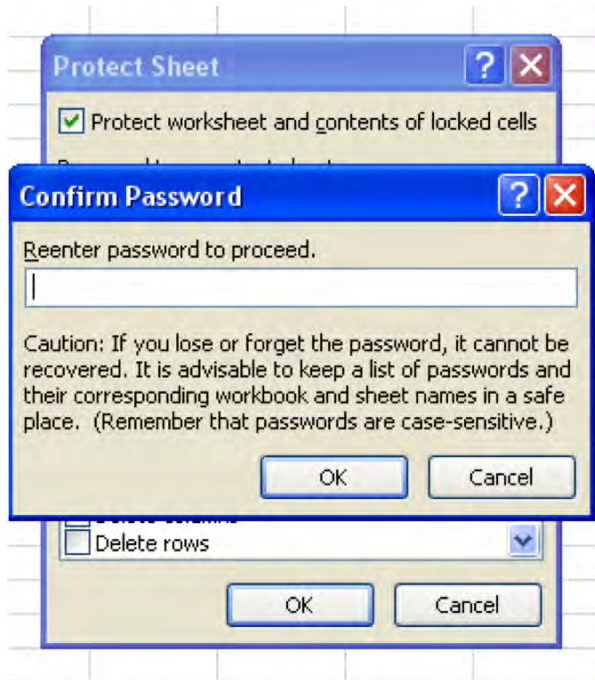 Protect Sheet
Protect worksheet and contents of locked cells
Confirm Password
Reenter password to proceed.
Caution: If you lose or forget the password, it cannot be
recovered. It is advisable to keep a list of passwords and
their corresponding workbook and sheet names in a safe
place. (Remember that passwords are case-sensitive.)
OK
Cancel
Delete columns
Delete rows
OK
Cancel